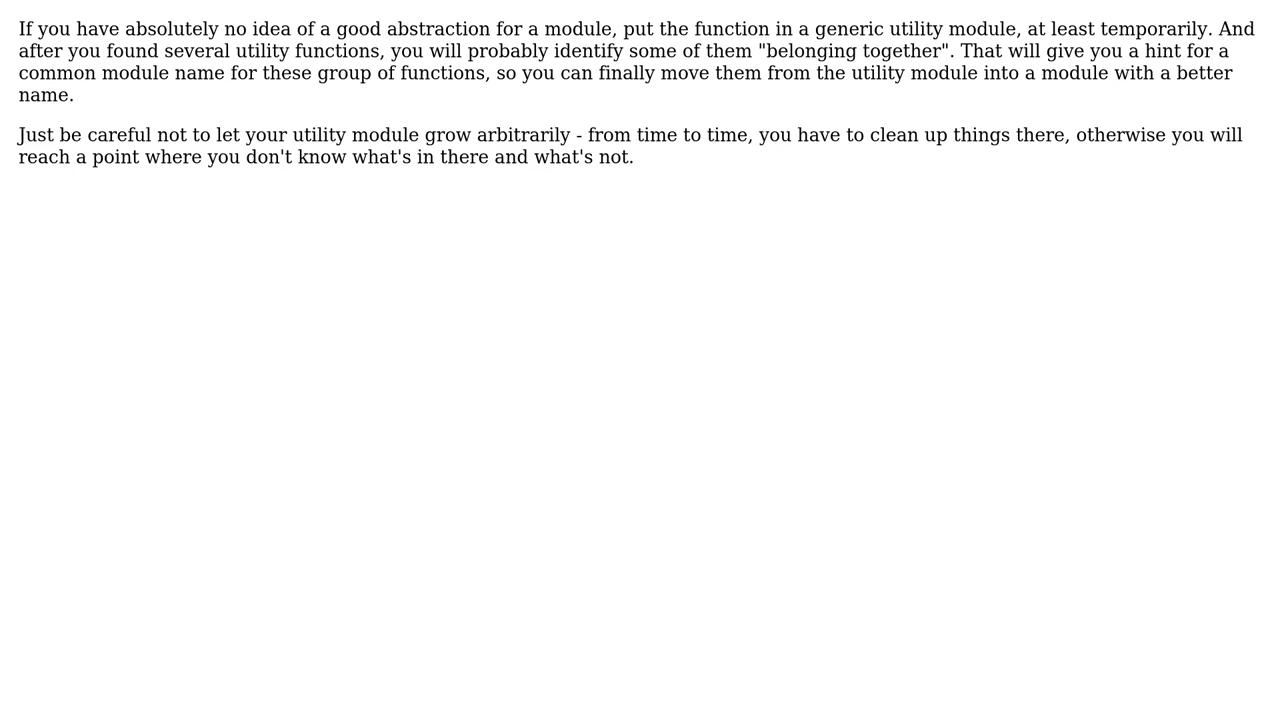 If you have absolutely no idea of a good abstraction for a module, put the function in a generic utility module, at least temporarily. And
after you found several utility functions, you will probably identify some of them "belonging together". That will give you a hint for a
common module name for these group of functions, so you can finally move them from the utility module into a module with a better
name.
Just be careful not to let your utility module grow arbitrarily - from time to time, you have to clean up things there, otherwise you will
reach a point where you don't know what's in there and what's not.